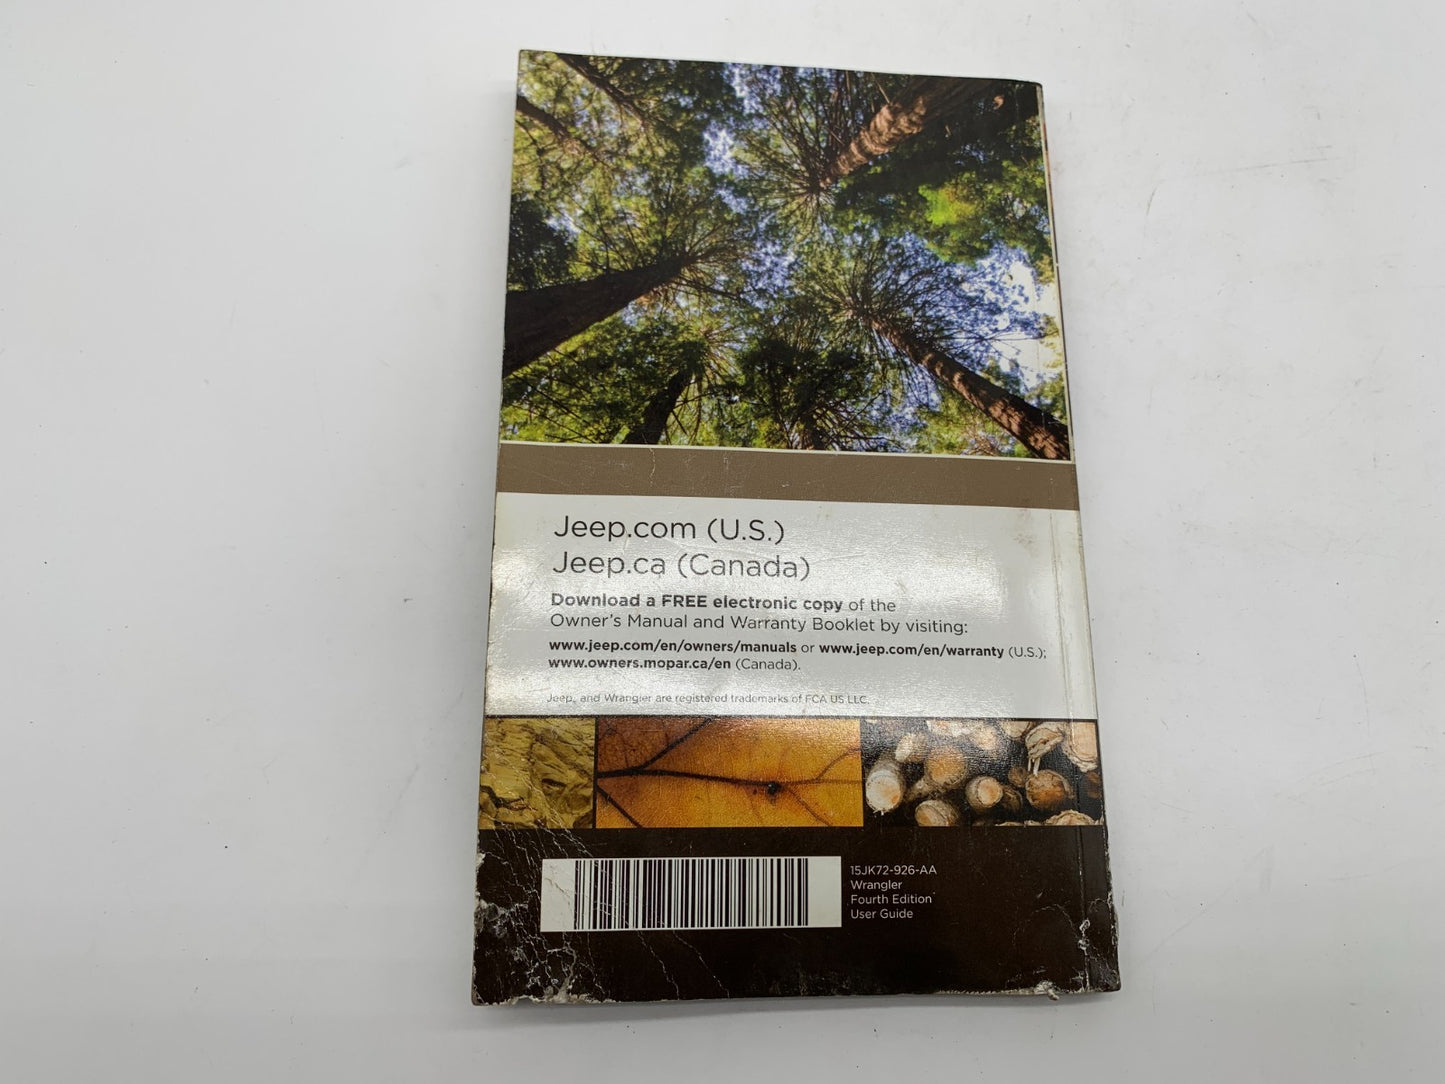 Jeep.com (U.S.)
Jeep.ca (Canada)
Download a FREE electronic copy of the
Owner's Manual and Warranty Booklet by visiting:
www.jeep.com/en/owners/manuals or www.jeep.com/en/warranty (U.S.);
www.owners.mopar.ca/en (Canada).
Jeep, and Wrangler are registered trademarks of FCA US LLC.
15JK72-926-AA
Wrangler
Fourth Edition
User Guide